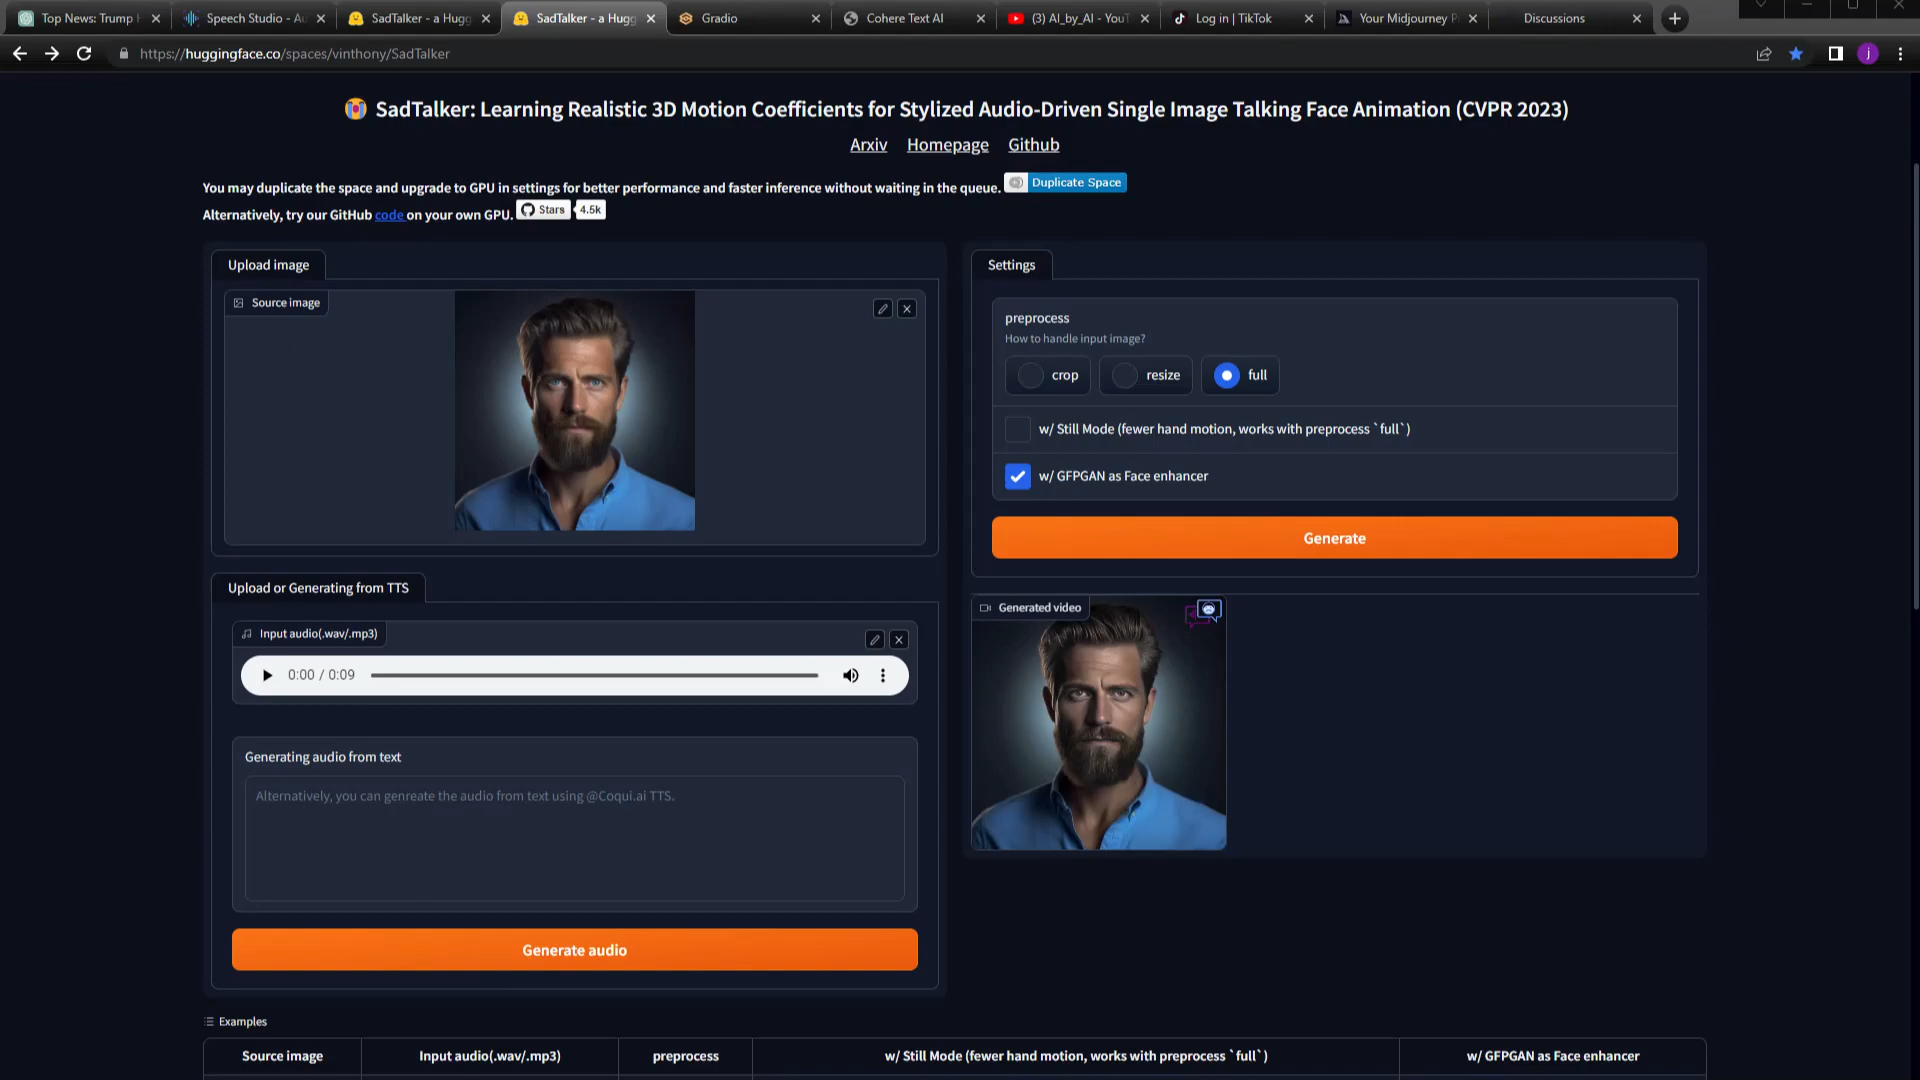 Top News: Trump
Speech Studio - Au
SadTalker - a Hugg
SadTalker - a Hugg
Gradio
Cohere Text AI
(3) AI_by_AI - YouT
Log in | TikTok
Your Midjourney P
Discussions
https://huggingface.co/spaces/vinthony/SadTalker
j
SadTalker: Learning Realistic 3D Motion Coefficients for Stylized Audio-Driven Single Image Talking Face Animation (CVPR 2023)
Arxiv Homepage Github
You may duplicate the space and upgrade to GPU in settings for better performance and faster inference without waiting in the queue. Duplicate Space
Alternatively, try our GitHub code on your own GPU. Stars 4.5k
Upload image
Source image
Settings
preprocess
How to handle input image?
crop
resize
full
w/ Still Mode (fewer hand motion, works with preprocess `full`)
w/ GFPGAN as Face enhancer
Generate
Upload or Generating from TTS
Input audio(.wav/.mp3)
0:00 / 0:09
Generated video
Generating audio from text
Alternatively, you can genreate the audio from text using @Coqui.ai TTS.
Generate audio
Examples
Source image
Input audio(.wav/.mp3)
preprocess
w/ Still Mode (fewer hand motion, works with preprocess `full`)
w/ GFPGAN as Face enhancer